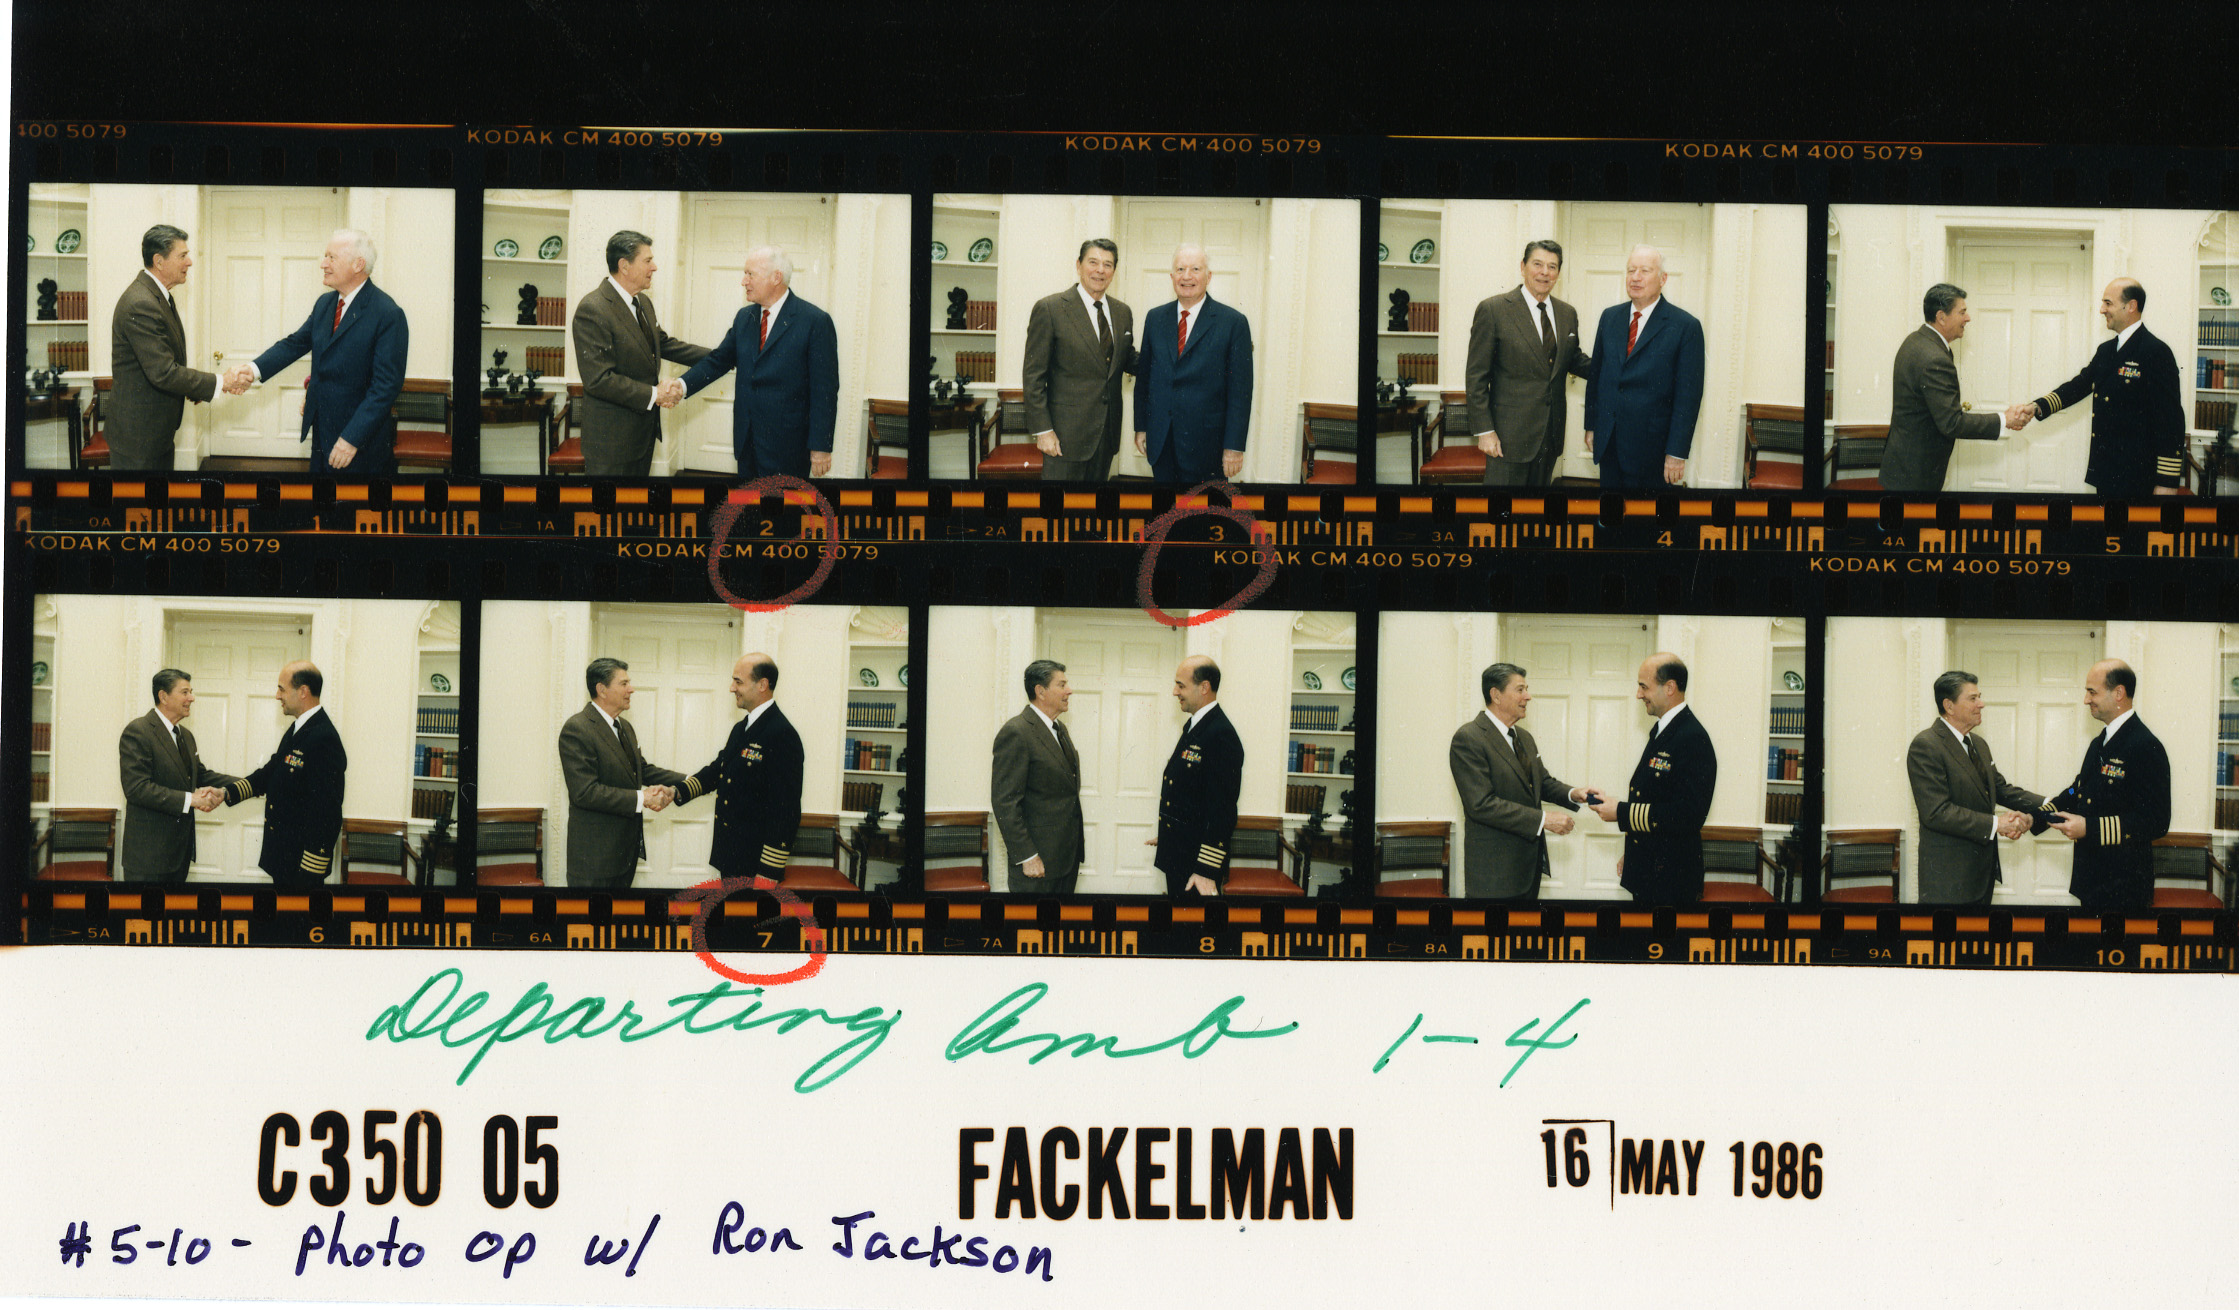 400 5079 KODAK CM 400 5079 KODAK CM 400 5079 KODAK CM 400 5079
0A 1 1A 2 2A 3 3A 4 4A 5
KODAK CM 400 5079 KODAK CM 400 5079 KODAK CM 400 5079 KODAK CM 400 5079
5A 6 6A 7 7A 8 8A 9 9A 10
Departing Amb 1-4
C350 05 FACKELMAN 16 MAY 1986
#5-10 - photo op w/ Ron Jackson